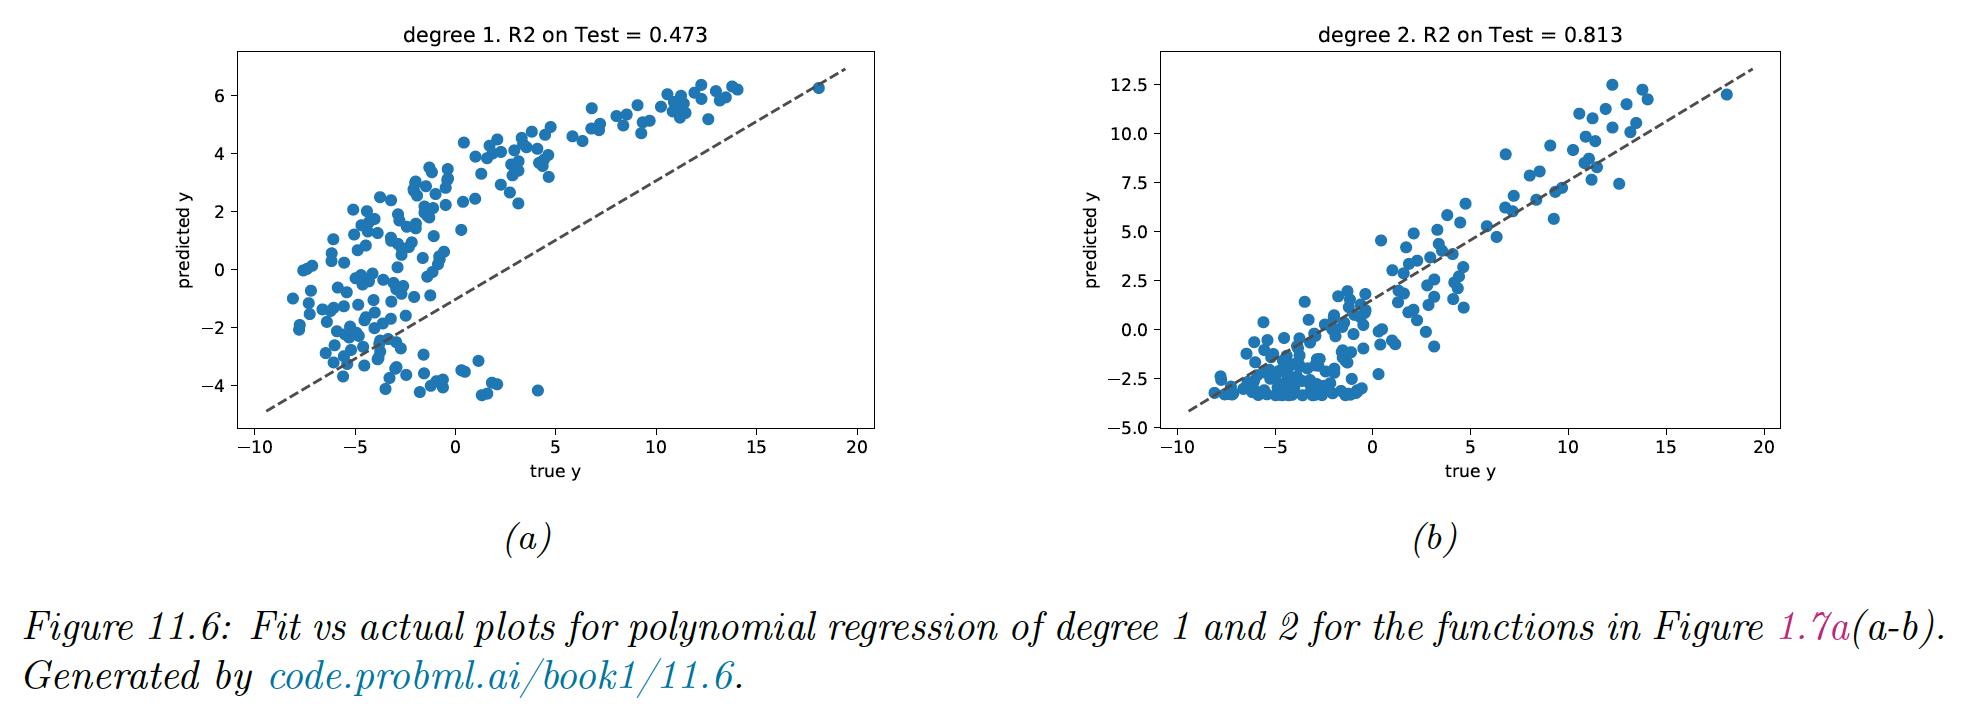 degree 1. R2 on Test = 0.473
predicted y
6
4
2
0
−2
−4
−10
−5
0
5
10
15
20
true y
(a)
degree 2. R2 on Test = 0.813
predicted y
12.5
10.0
7.5
5.0
2.5
0.0
−2.5
−5.0
−10
−5
0
5
10
15
20
true y
(b)
Figure 11.6: Fit vs actual plots for polynomial regression of degree 1 and 2 for the functions in Figure 1.7a(a-b).
Generated by code.probml.ai/book1/11.6.